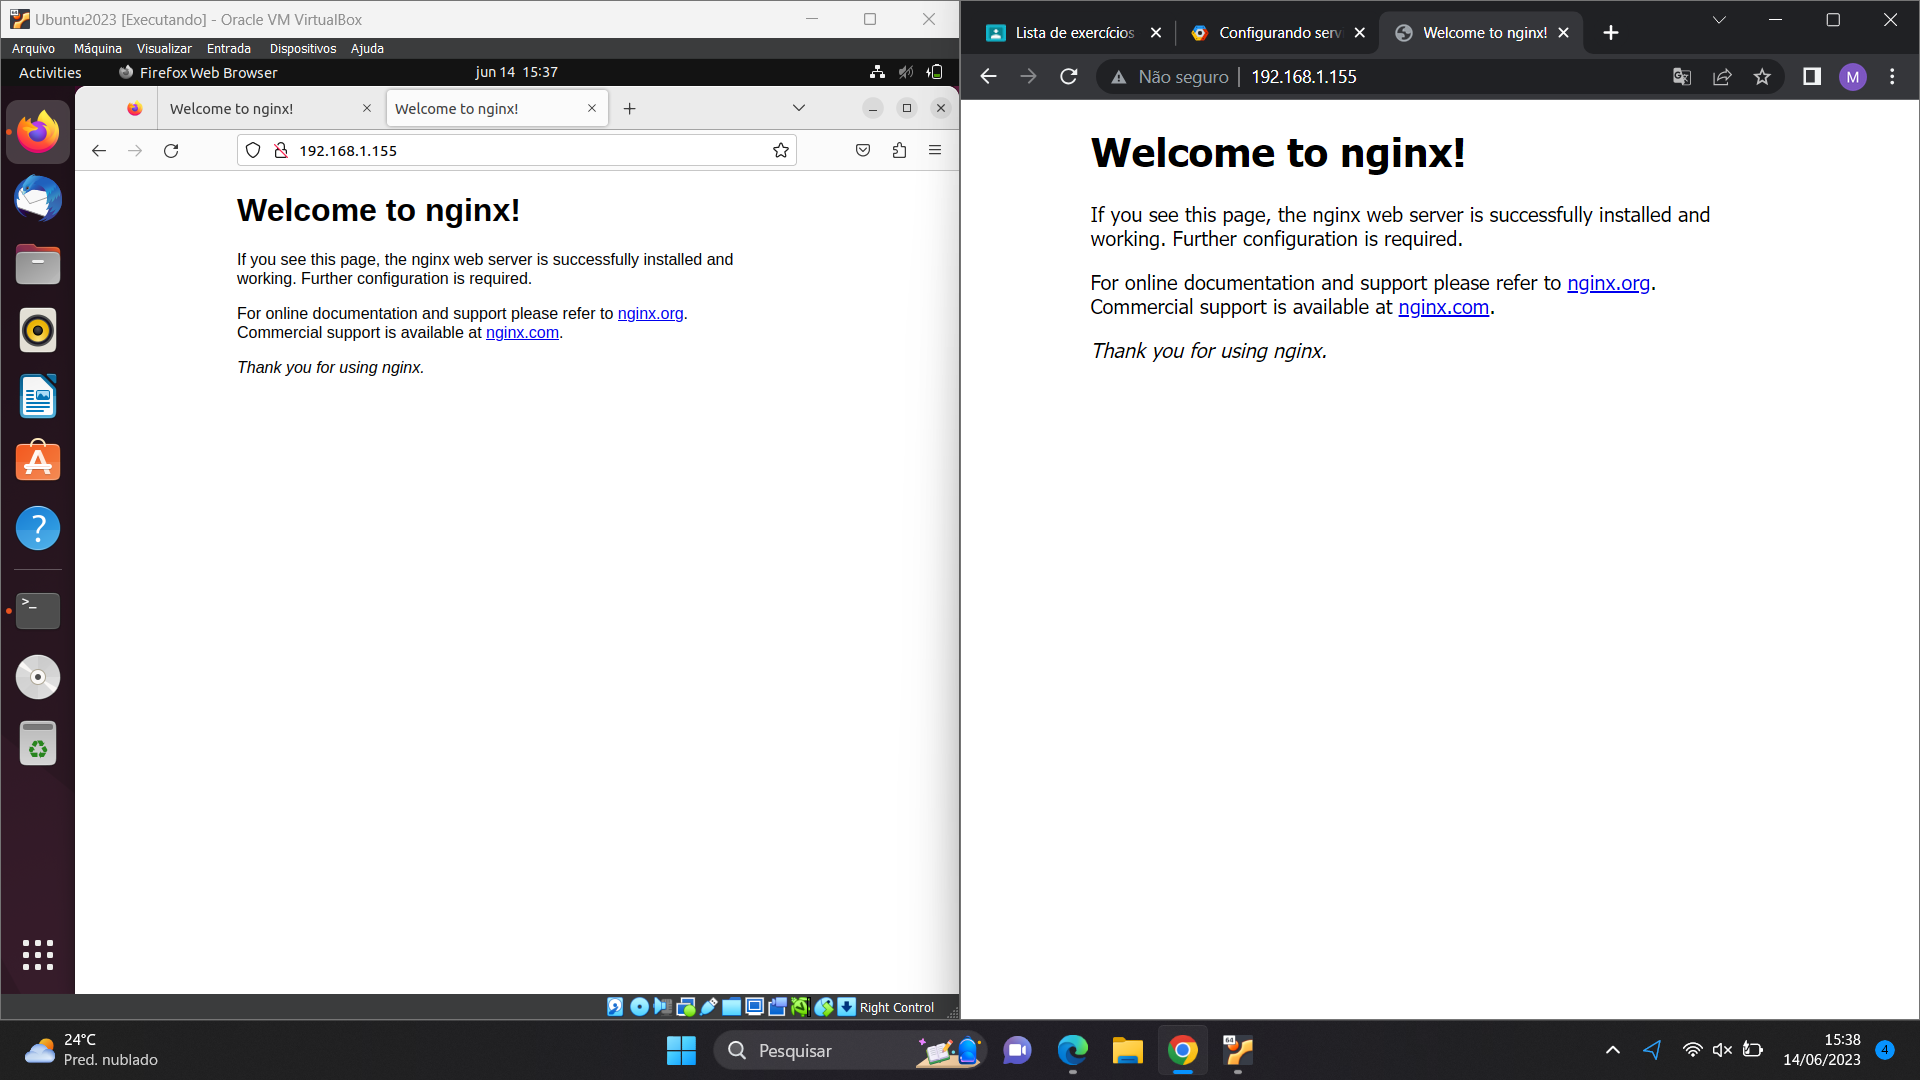 Ubuntu2023 [Executando] - Oracle VM VirtualBox
Arquivo Máquina Visualizar Entrada Dispositivos Ajuda
Activities Firefox Web Browser jun 14 15:37
Welcome to nginx! Welcome to nginx!
192.168.1.155
Welcome to nginx!
If you see this page, the nginx web server is successfully installed and
working. Further configuration is required.
For online documentation and support please refer to nginx.org.
Commercial support is available at nginx.com.
Thank you for using nginx.
Right Control
Lista de exercícios Configurando serv Welcome to nginx!
Não seguro 192.168.1.155 M
Welcome to nginx!
If you see this page, the nginx web server is successfully installed and
working. Further configuration is required.
For online documentation and support please refer to nginx.org.
Commercial support is available at nginx.com.
Thank you for using nginx.
24°C
Pred. nublado
Pesquisar
64
15:38
14/06/2023
4